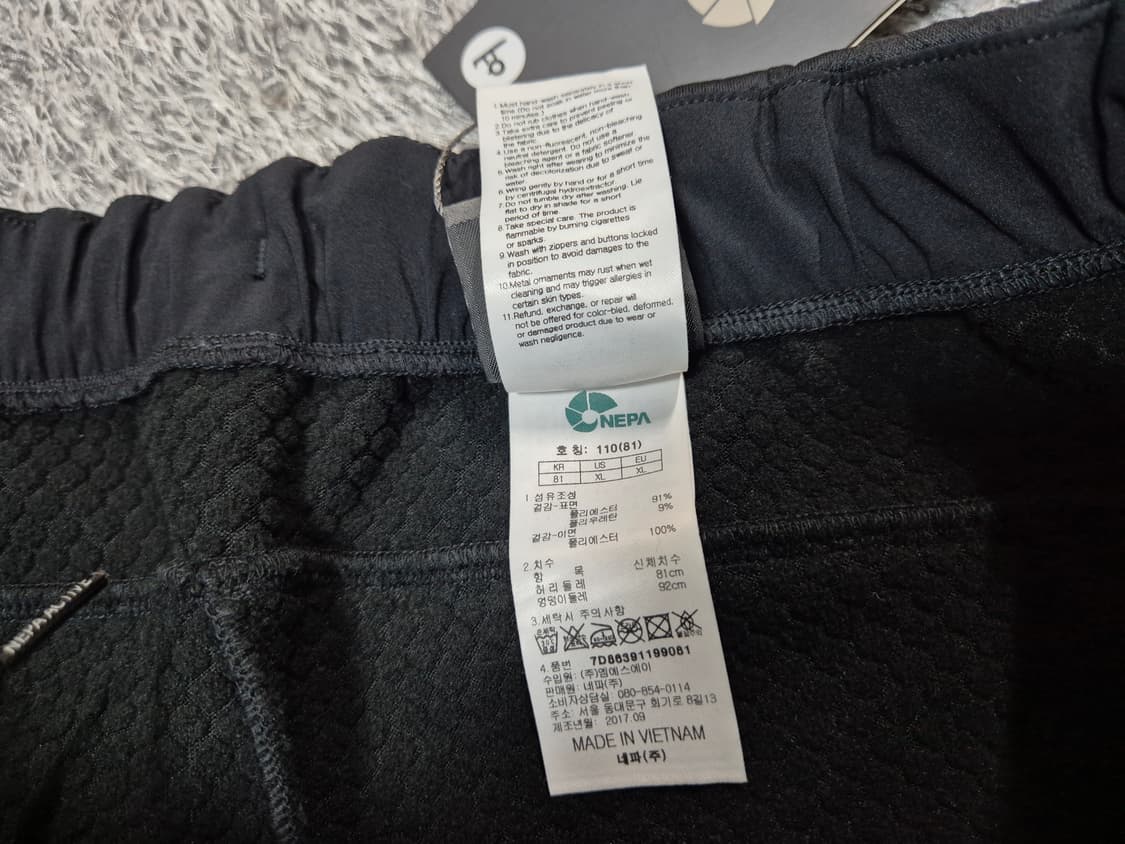 1. Must hand-wash separately in a short
time. (Do not soak in water more than
10 minutes.)
2. Do not rub clothes when hand-wash.
3. Take extra care to prevent peeling or
blistering due to the delicacy of
the fabric.
4. Use a non-fluorescent, non-bleaching
neutral detergent. Do not use a
bleaching agent or a fabric softener
5. Wash right after wearing to minimize the
risk of decolorization due to sweat or
water.
6. Wring gently by hand or for a short time
by centrifugal hydroextractor.
7. Do not tumble dry after washing. Lie
flat to dry in shade for a short
period of time.
8. Take special care. The product is
flammable by burning cigarettes
or sparks.
9. Wash with zippers and buttons locked
in position to avoid damages to the
fabric.
10. Metal ornaments may rust when wet
cleaning and may trigger allergies in
certain skin types.
11. Refund, exchange, or repair will
not be offered for color-bled, deformed,
or damaged product due to wear or
wash negligence.
NEPA
호 칭: 110(81)
KR US EU
81 XL XL
1.섬유조성
겉감-표면 91%
폴리에스터 9%
폴리우레탄
겉감-이면 100%
폴리에스터
2.치수 신체치수
항 목 81cm
허리둘레 92cm
엉덩이둘레
3.세탁시 주의사항
4.품번 7D86391199081
수입원: (주)엠에스에이
판매원: 네파(주)
소비자상담실: 080-854-0114
주소: 서울 동대문구 회기로 8길13
제조년월: 2017.09
MADE IN VIETNAM
네파(주)